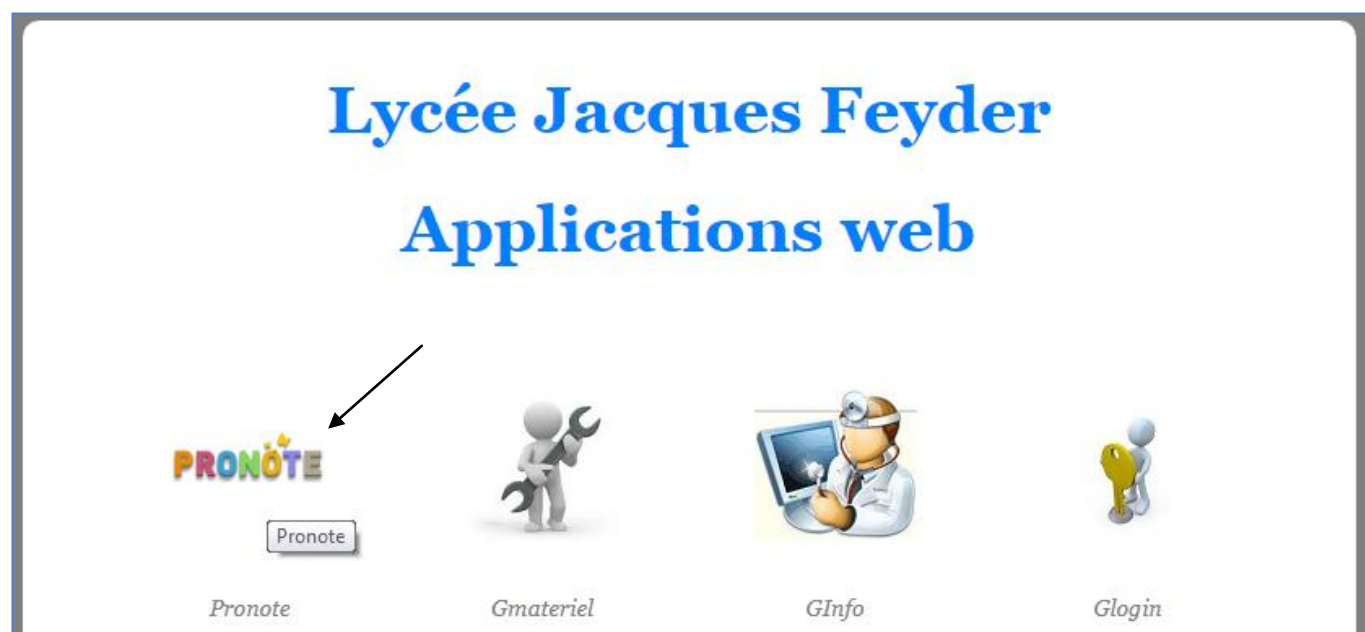 Lycée Jacques Feyder
Applications web
PRONOTE
Pronote
Pronote Gmateriel GInfo Glogin